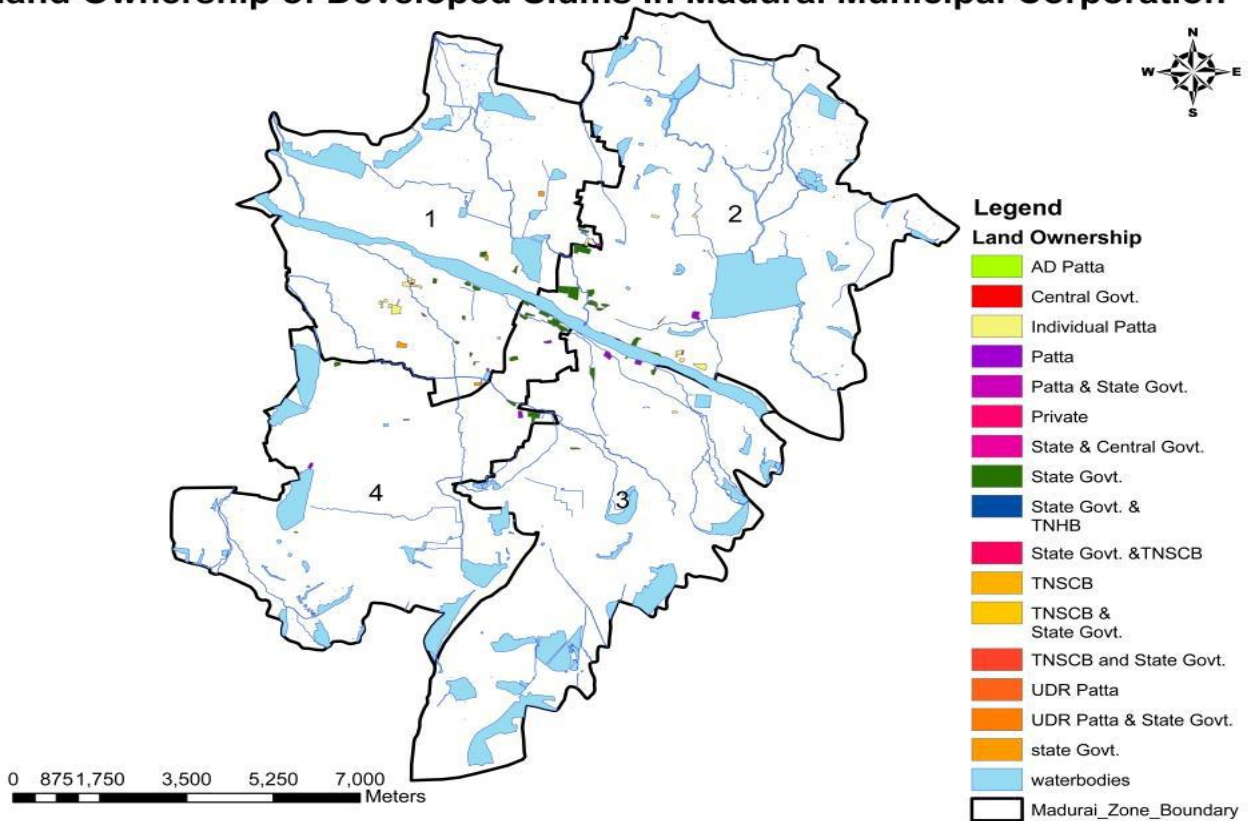 Land Ownership of Developed Slums in Madurai Municipal Corporation
N
W E
S
1
2
3
4
Legend
Land Ownership
AD Patta
Central Govt.
Individual Patta
Patta
Patta & State Govt.
Private
State & Central Govt.
State Govt.
State Govt. &
TNHB
State Govt. &TNSCB
TNSCB
TNSCB &
State Govt.
TNSCB and State Govt.
UDR Patta
UDR Patta & State Govt.
state Govt.
waterbodies
Madurai_Zone_Boundary
0 875 1,750 3,500 5,250 7,000
Meters